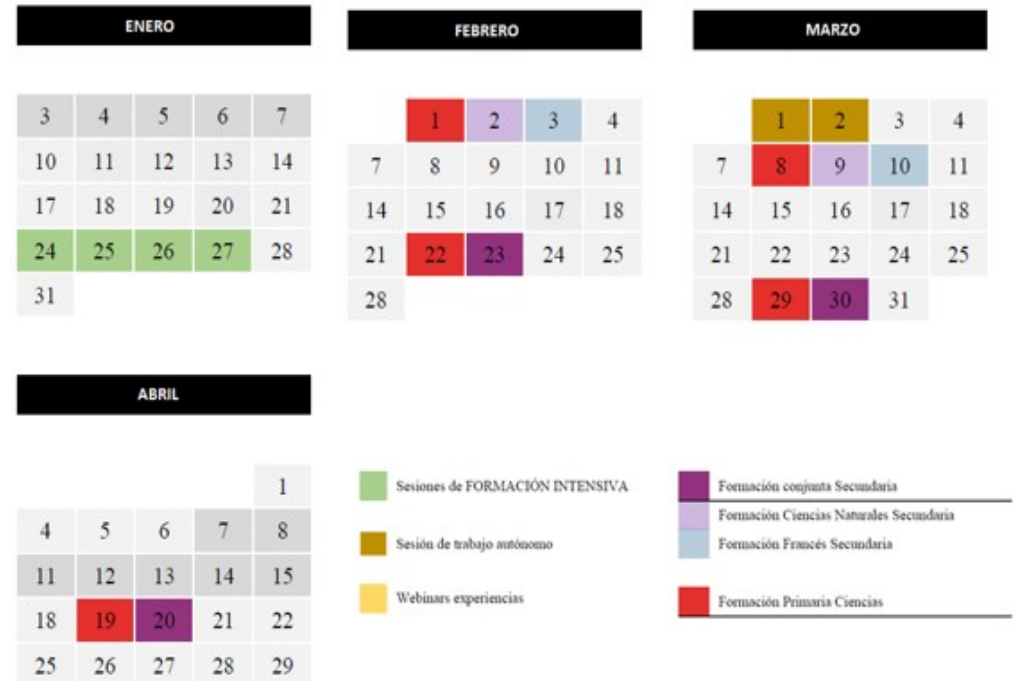 ENERO
3 4 5 6 7
10 11 12 13 14
17 18 19 20 21
24 25 26 27 28
31
FEBRERO
1 2 3 4
7 8 9 10 11
14 15 16 17 18
21 22 23 24 25
28
MARZO
1 2 3 4
7 8 9 10 11
14 15 16 17 18
21 22 23 24 25
28 29 30 31
ABRIL
1
4 5 6 7 8
11 12 13 14 15
18 19 20 21 22
25 26 27 28 29
Sesiones de FORMACIÓN INTENSIVA
Sesión de trabajo autónomo
Webinars experiencias
Formación conjunta Secundaria
Formación Ciencias Naturales Secundaria
Formación Francés Secundaria
Formación Primaria Ciencias